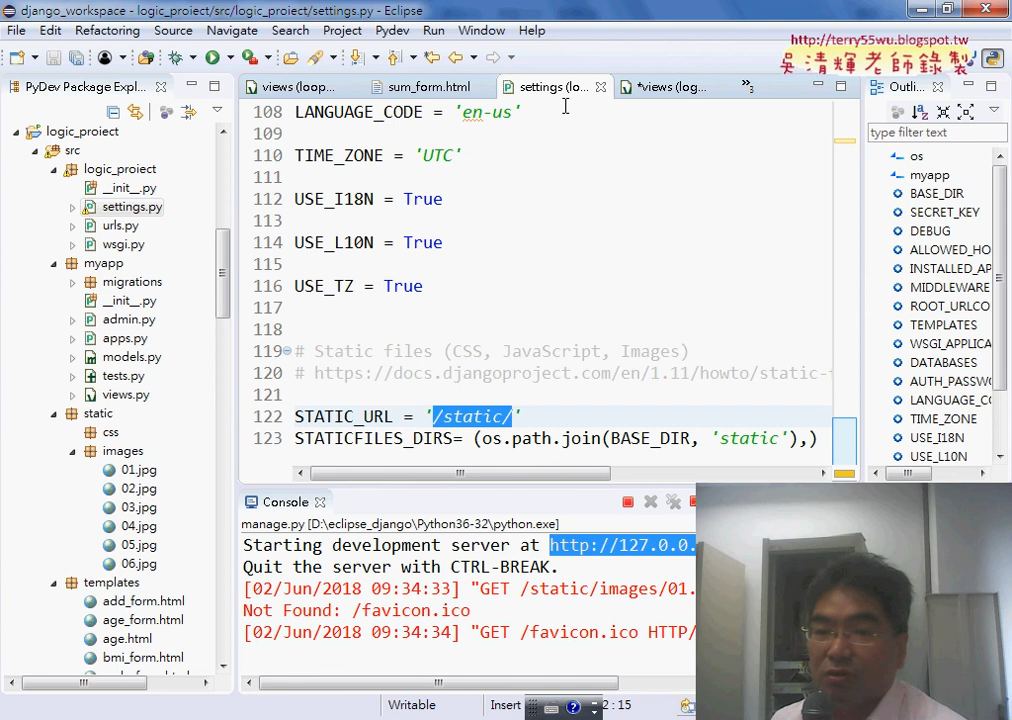 django_workspace - logic_proiect/src/logic_proiect/settings.py - Eclipse
File Edit Refactoring Source Navigate Search Project Pydev Run Window Help
http://terry55wu.blogspot.tw
吳清輝老師錄製
PyDev Package Expl...
views (loop...
sum_form.html
settings (lo...
*views (log...
»3
Outli...
logic_proiect
src
logic_proiect
__init__.py
settings.py
urls.py
wsgi.py
myapp
migrations
__init__.py
admin.py
apps.py
models.py
tests.py
views.py
static
css
images
01.jpg
02.jpg
03.jpg
04.jpg
05.jpg
06.jpg
templates
add_form.html
age_form.html
age.html
bmi_form.html
108 LANGUAGE_CODE = 'en-us'
109
110 TIME_ZONE = 'UTC'
111
112 USE_I18N = True
113
114 USE_L10N = True
115
116 USE_TZ = True
117
118
119 # Static files (CSS, JavaScript, Images)
120 # https://docs.djangoproject.com/en/1.11/howto/static-
121
122 STATIC_URL = '/static/'
123 STATICFILES_DIRS= (os.path.join(BASE_DIR, 'static'),)
type filter text
os
myapp
BASE_DIR
SECRET_KEY
DEBUG
ALLOWED_HO
INSTALLED_AP
MIDDLEWARE
ROOT_URLCO
TEMPLATES
WSGI_APPLICA
DATABASES
AUTH_PASSW
LANGUAGE_CO
TIME_ZONE
USE_I18N
USE_L10N
Console
manage.py [D:\eclipse_django\Python36-32\python.exe]
Starting development server at http://127.0.0.
Quit the server with CTRL-BREAK.
[02/Jun/2018 09:34:33] "GET /static/images/01.
Not Found: /favicon.ico
[02/Jun/2018 09:34:34] "GET /favicon.ico HTTP/
Writable
Insert
2:15